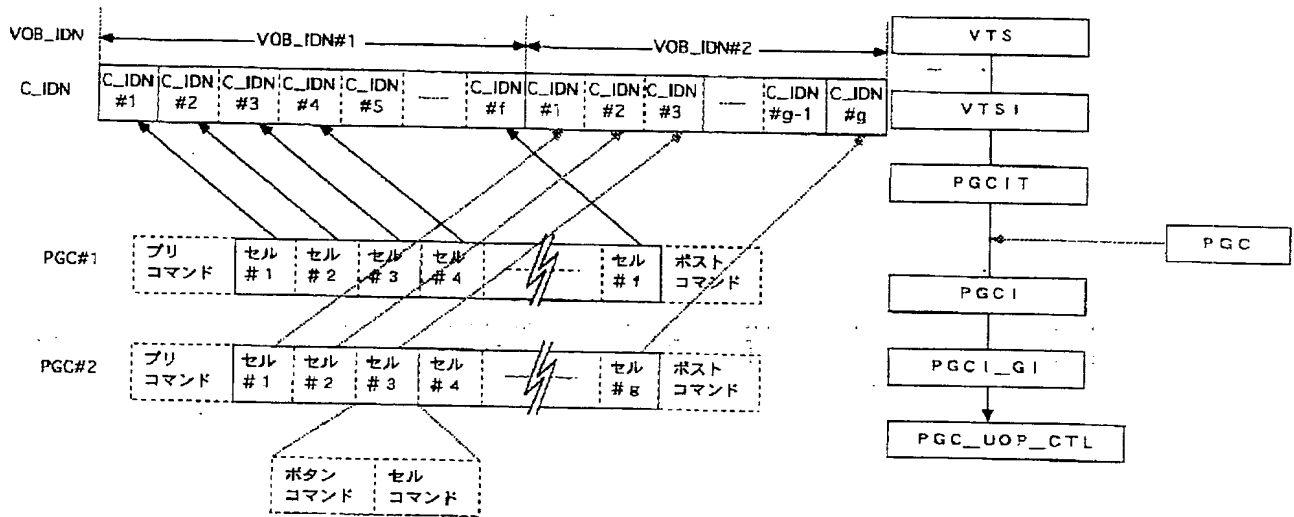 VOB_IDN
VOB_IDN#1
VOB_IDN#2
C_IDN
C_IDN #1
C_IDN #2
C_IDN #3
C_IDN #4
C_IDN #5
C_IDN #f
C_IDN #1
C_IDN #2
C_IDN #3
C_IDN #g-1
C_IDN #g
PGC#1
プリ
コマンド
セル
#1
セル
#2
セル
#3
セル
#4
セル
#f
ポスト
コマンド
PGC#2
プリ
コマンド
セル
#1
セル
#2
セル
#3
セル
#4
セル
#g
ポスト
コマンド
ボタン
コマンド
セル
コマンド
VTS
VTSI
PGCIT
PGC
PGCI
PGCI_GI
PGC_UOP_CTL